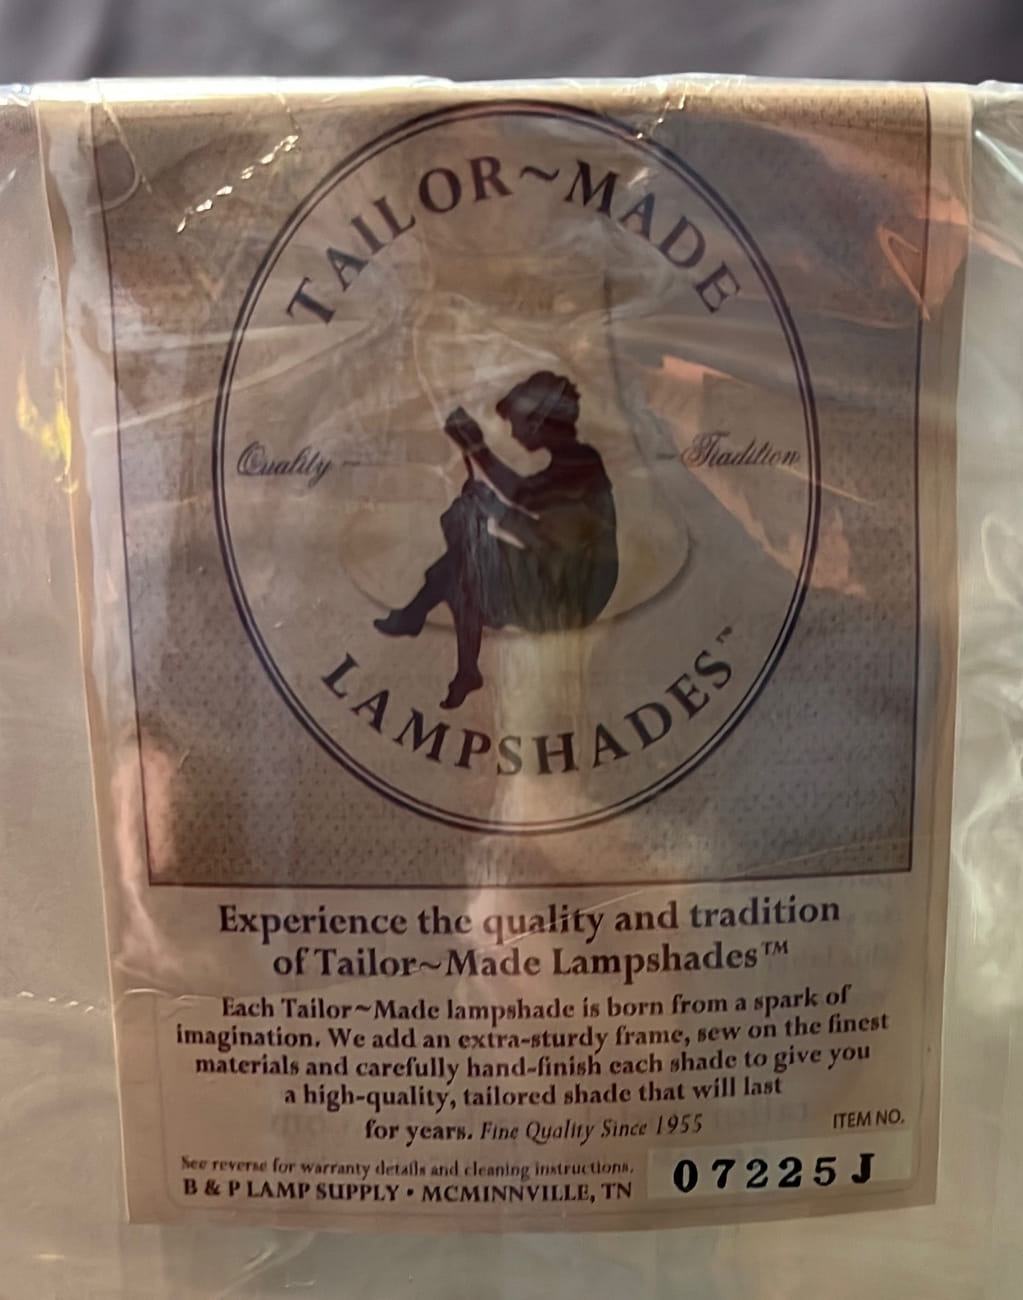 TAILOR~MADE
Quality — — Tradition
LAMPSHADES™
Experience the quality and tradition
of Tailor~Made Lampshades™
Each Tailor~Made lampshade is born from a spark of
imagination. We add an extra-sturdy frame, sew on the finest
materials and carefully hand-finish each shade to give you
a high-quality, tailored shade that will last
for years. Fine Quality Since 1955
ITEM NO.
See reverse for warranty details and cleaning instructions.
07225J
B & P LAMP SUPPLY • MCMINNVILLE, TN